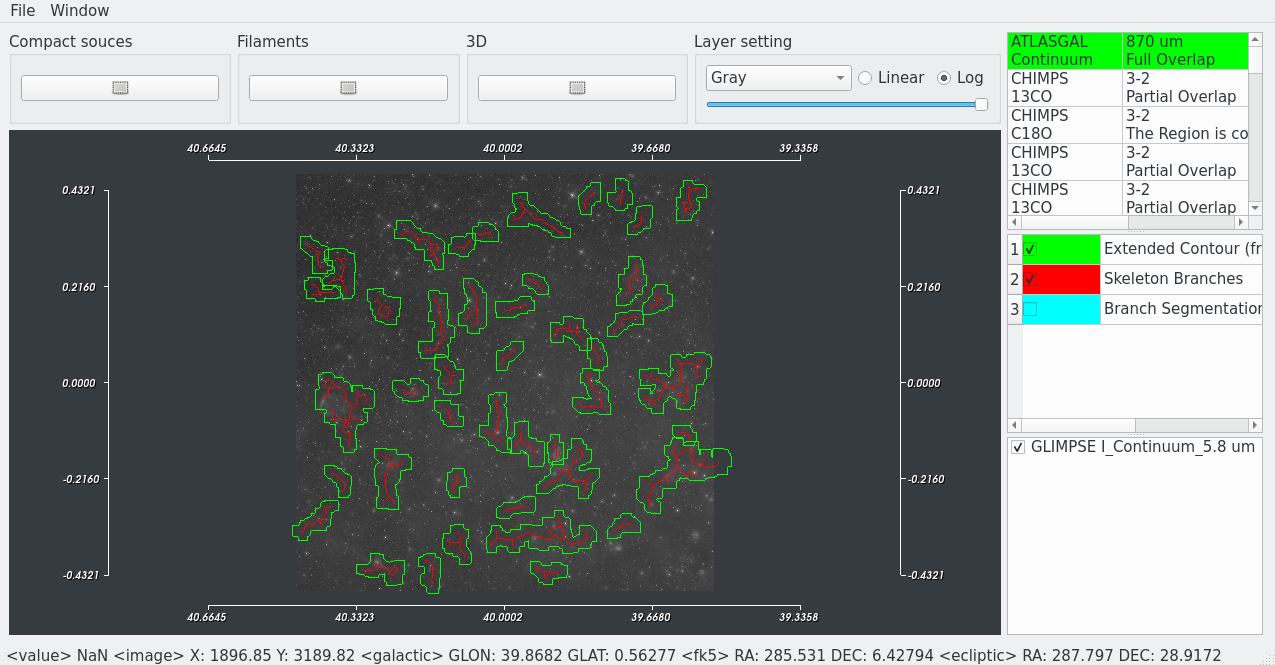 File Window
Compact souces
Filaments
3D
Layer setting
Gray
Linear
Log
40.6645 40.3323 40.0002 39.6680 39.3358
0.4321 0.4321
0.2160 0.2160
0.0000 0.0000
-0.2160 -0.2160
-0.4321 -0.4321
40.6645 40.3323 40.0002 39.6680 39.3358
ATLASGAL 870 um
Continuum Full Overlap
CHIMPS 3-2
13CO Partial Overlap
CHIMPS 3-2
C18O The Region is co
CHIMPS 3-2
13CO Partial Overlap
CHIMPS 3-2
13CO Partial Overlap
1 Extended Contour (fr
2 Skeleton Branches
3 Branch Segmentation
GLIMPSE I_Continuum_5.8 um
<value> NaN <image> X: 1896.85 Y: 3189.82 <galactic> GLON: 39.8682 GLAT: 0.56277 <fk5> RA: 285.531 DEC: 6.42794 <ecliptic> RA: 287.797 DEC: 28.9172